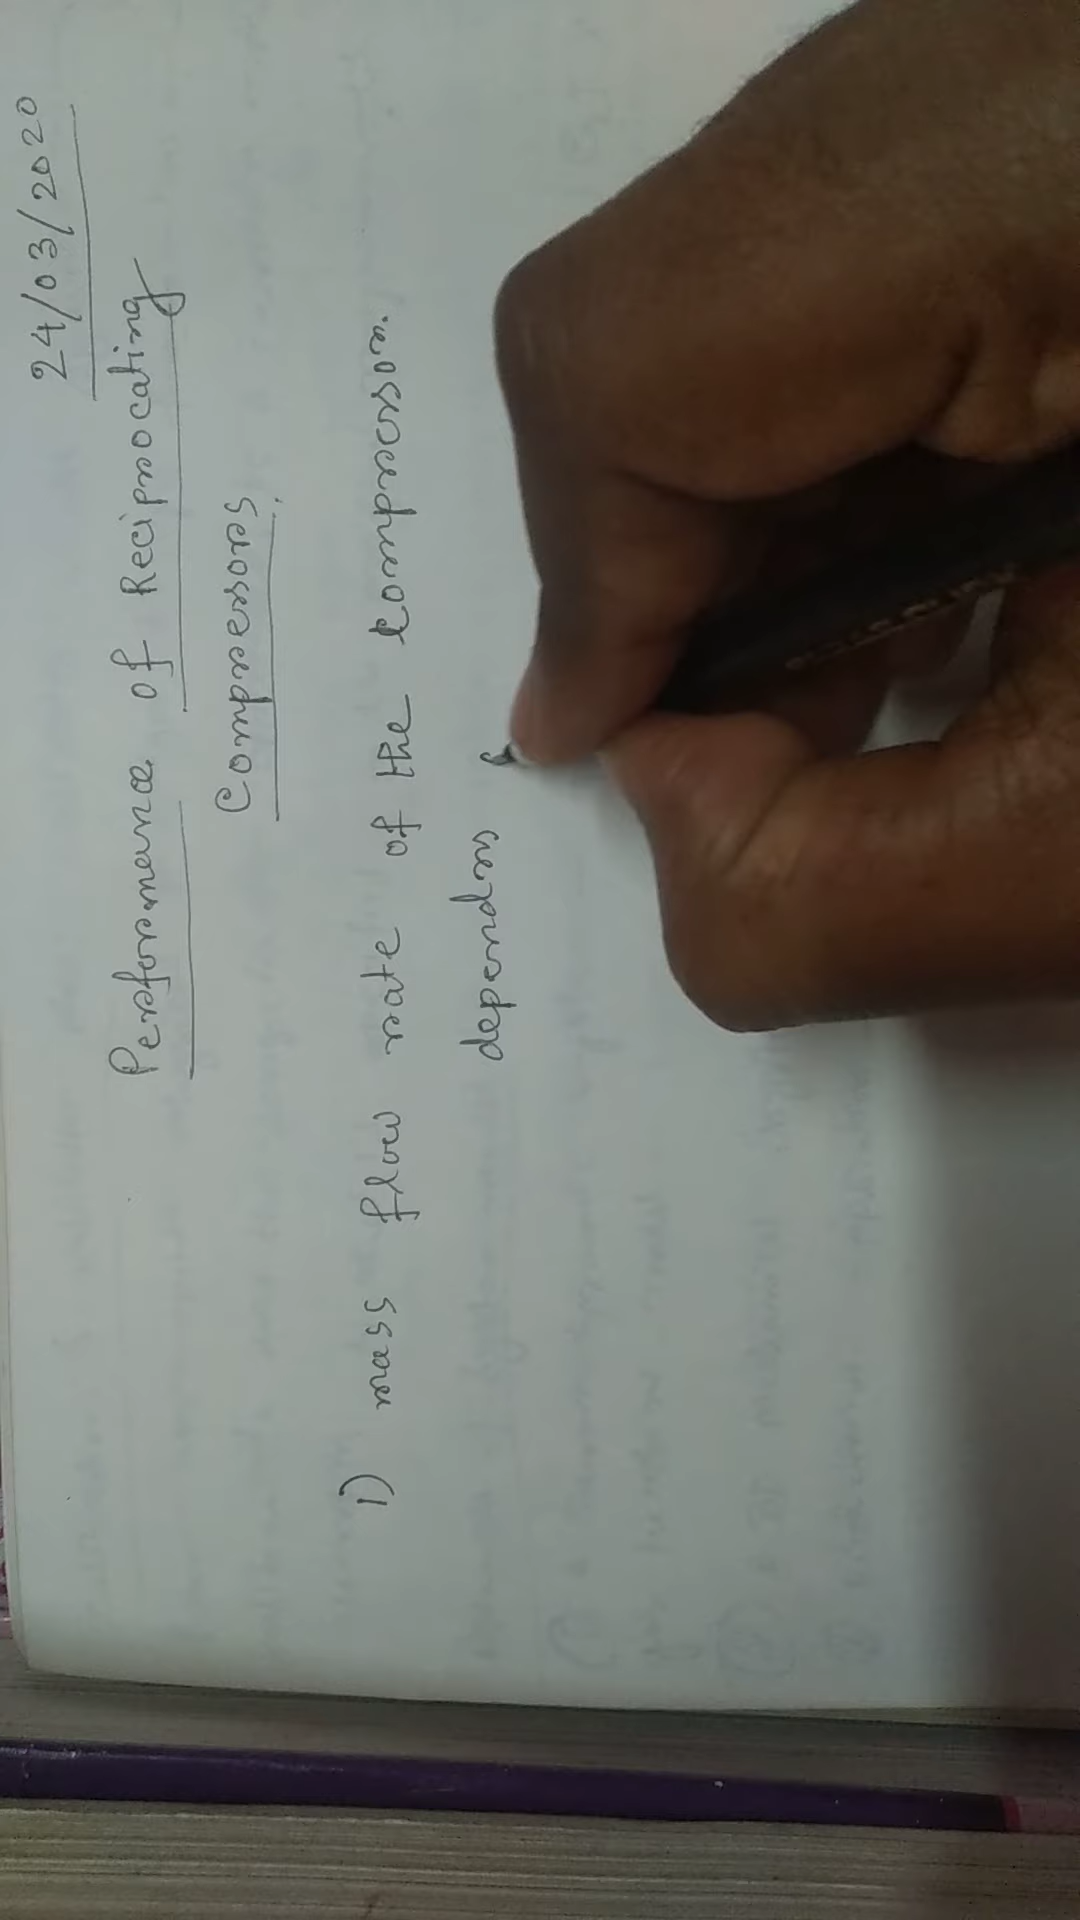 24/03/2020
Performance of Reciprocating
Compressors.
1) mass flow rate of the compressor.
depends